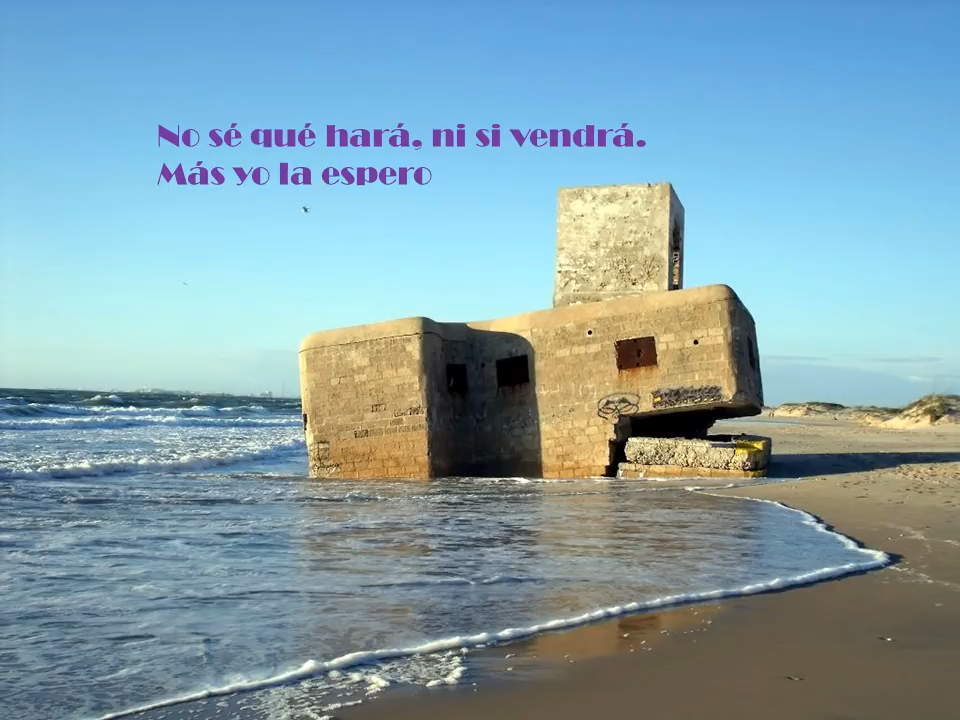 No sé qué hará, ni si vendrá.
Más yo la espero